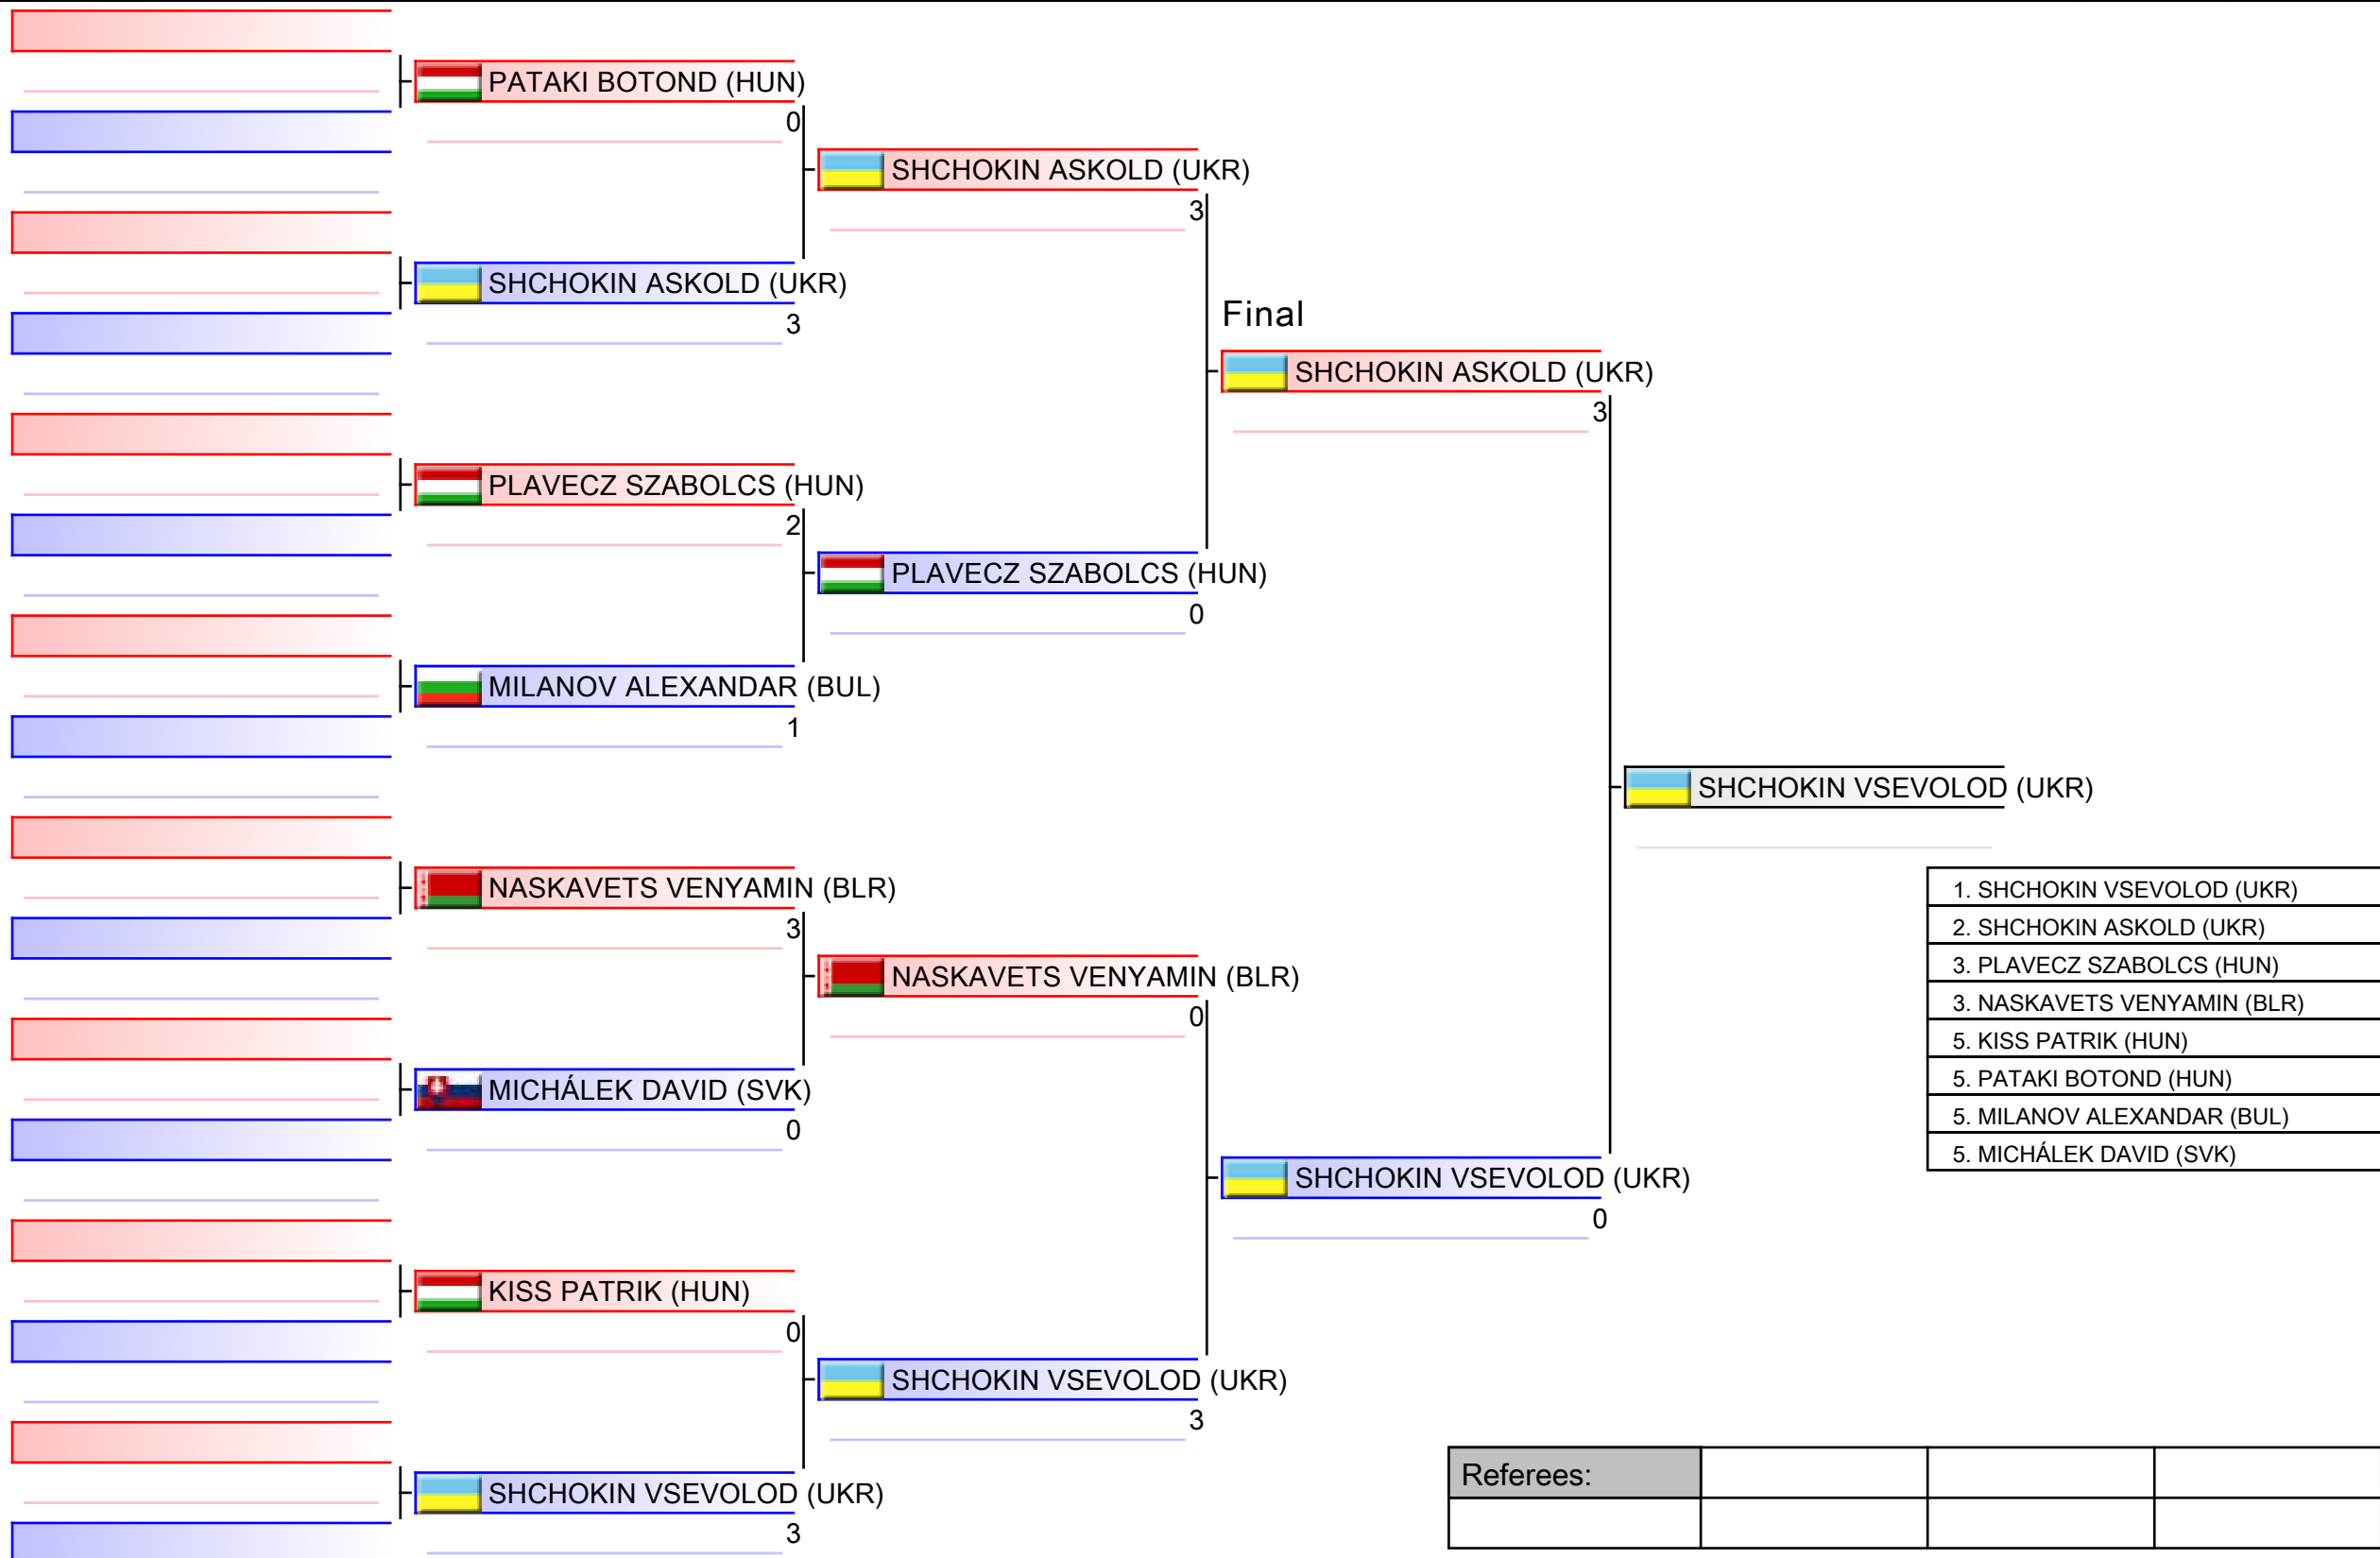 PATAKI BOTOND (HUN)
0
SHCHOKIN ASKOLD (UKR)
3
PLAVECZ SZABOLCS (HUN)
2
MILANOV ALEXANDAR (BUL)
1
NASKAVETS VENYAMIN (BLR)
3
MICHÁLEK DAVID (SVK)
0
KISS PATRIK (HUN)
0
SHCHOKIN VSEVOLOD (UKR)
3
SHCHOKIN ASKOLD (UKR)
3
PLAVECZ SZABOLCS (HUN)
0
NASKAVETS VENYAMIN (BLR)
0
SHCHOKIN VSEVOLOD (UKR)
3
Final
SHCHOKIN ASKOLD (UKR)
3
SHCHOKIN VSEVOLOD (UKR)
0
SHCHOKIN VSEVOLOD (UKR)
1. SHCHOKIN VSEVOLOD (UKR)
2. SHCHOKIN ASKOLD (UKR)
3. PLAVECZ SZABOLCS (HUN)
3. NASKAVETS VENYAMIN (BLR)
5. KISS PATRIK (HUN)
5. PATAKI BOTOND (HUN)
5. MILANOV ALEXANDAR (BUL)
5. MICHÁLEK DAVID (SVK)
Referees: